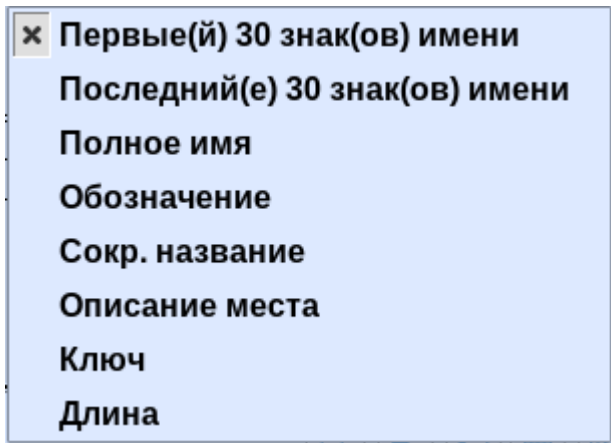 Первые(й) 30 знак(ов) имени
Последний(е) 30 знак(ов) имени
Полное имя
Обозначение
Сокр. название
Описание места
Ключ
Длина